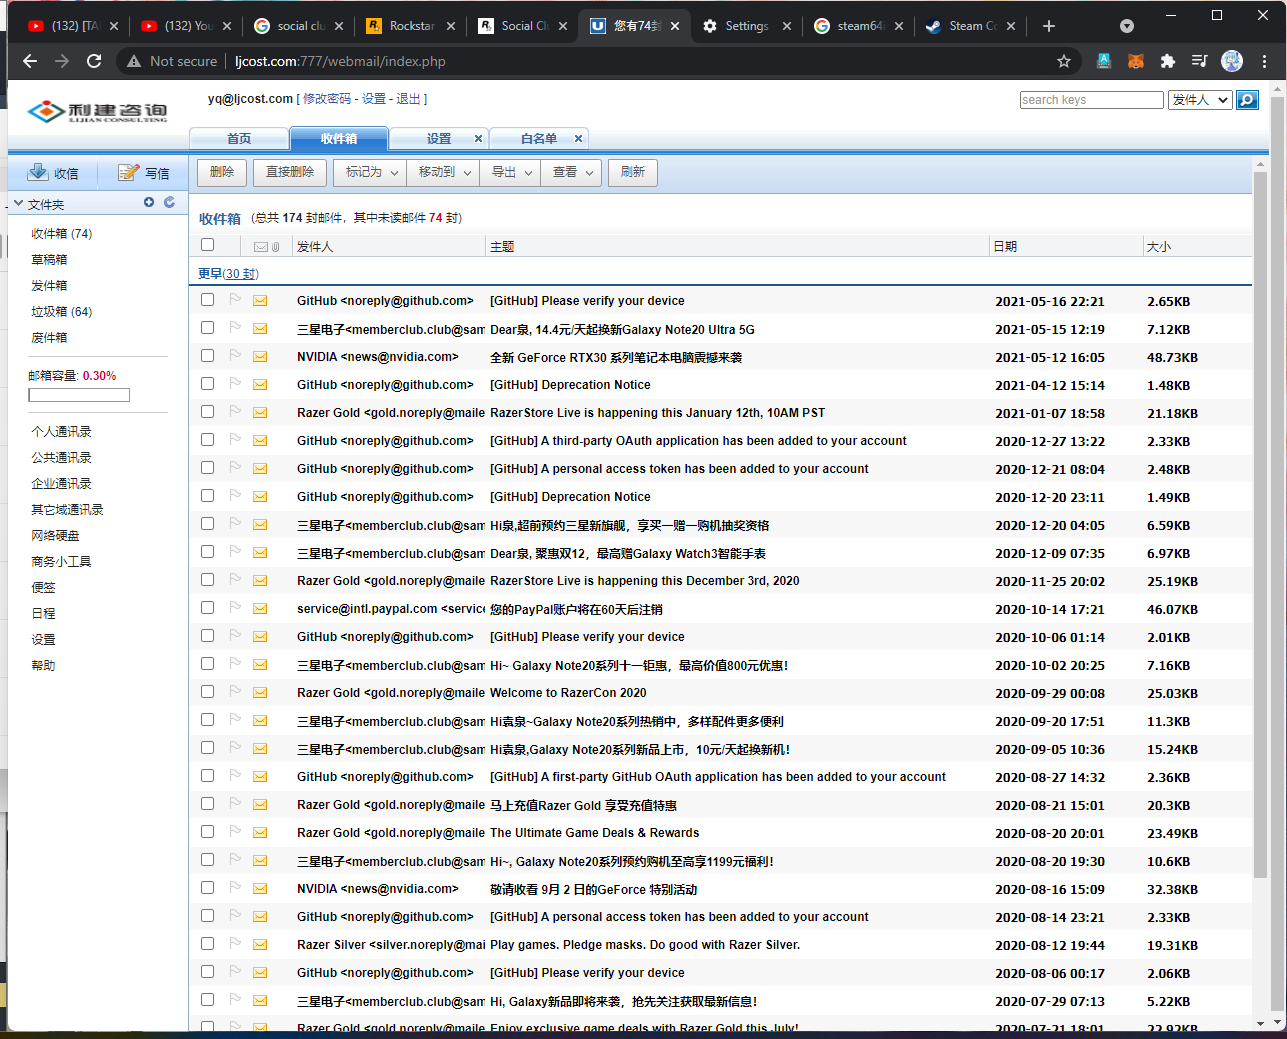 (132) [TA
(132) You
social clu
Rockstar
Social Cl
您有74封
Settings
steam64
Steam Co
Not secure
ljcost.com:777/webmail/index.php
利建咨询
LIJIAN CONSULTING
yq@ljcost.com [ 修改密码 - 设置 - 退出 ]
search keys
发件人
首页
收件箱
设置
白名单
收信
写信
删除
直接删除
标记为
移动到
导出
查看
刷新
文件夹
收件箱 (74)
草稿箱
发件箱
垃圾箱 (64)
废件箱
邮箱容量: 0.30%
个人通讯录
公共通讯录
企业通讯录
其它域通讯录
网络硬盘
商务小工具
便签
日程
设置
帮助
收件箱 (总共 174 封邮件，其中未读邮件 74 封)
发件人 主题 日期 大小
更早(30 封)
GitHub <noreply@github.com> [GitHub] Please verify your device 2021-05-16 22:21 2.65KB
三星电子<memberclub.club@sam Dear泉, 14.4元/天起换新Galaxy Note20 Ultra 5G 2021-05-15 12:19 7.12KB
NVIDIA <news@nvidia.com> 全新 GeForce RTX30 系列笔记本电脑震撼来袭 2021-05-12 16:05 48.73KB
GitHub <noreply@github.com> [GitHub] Deprecation Notice 2021-04-12 15:14 1.48KB
Razer Gold <gold.noreply@maile RazerStore Live is happening this January 12th, 10AM PST 2021-01-07 18:58 21.18KB
GitHub <noreply@github.com> [GitHub] A third-party OAuth application has been added to your account 2020-12-27 13:22 2.33KB
GitHub <noreply@github.com> [GitHub] A personal access token has been added to your account 2020-12-21 08:04 2.48KB
GitHub <noreply@github.com> [GitHub] Deprecation Notice 2020-12-20 23:11 1.49KB
三星电子<memberclub.club@sam Hi泉,超前预约三星新旗舰，享买一赠一购机抽奖资格 2020-12-20 04:05 6.59KB
三星电子<memberclub.club@sam Dear泉, 聚惠双12，最高赠Galaxy Watch3智能手表 2020-12-09 07:35 6.97KB
Razer Gold <gold.noreply@maile RazerStore Live is happening this December 3rd, 2020 2020-11-25 20:02 25.19KB
service@intl.paypal.com <service 您的PayPal账户将在60天后注销 2020-10-14 17:21 46.07KB
GitHub <noreply@github.com> [GitHub] Please verify your device 2020-10-06 01:14 2.01KB
三星电子<memberclub.club@sam Hi~ Galaxy Note20系列十一钜惠，最高价值800元优惠! 2020-10-02 20:25 7.16KB
Razer Gold <gold.noreply@maile Welcome to RazerCon 2020 2020-09-29 00:08 25.03KB
三星电子<memberclub.club@sam Hi袁泉~Galaxy Note20系列热销中，多样配件更多便利 2020-09-20 17:51 11.3KB
三星电子<memberclub.club@sam Hi袁泉,Galaxy Note20系列新品上市，10元/天起换新机! 2020-09-05 10:36 15.24KB
GitHub <noreply@github.com> [GitHub] A first-party GitHub OAuth application has been added to your account 2020-08-27 14:32 2.36KB
Razer Gold <gold.noreply@maile 马上充值Razer Gold 享受充值特惠 2020-08-21 15:01 20.3KB
Razer Gold <gold.noreply@maile The Ultimate Game Deals & Rewards 2020-08-20 20:01 23.49KB
三星电子<memberclub.club@sam Hi~, Galaxy Note20系列预约购机至高享1199元福利! 2020-08-20 19:30 10.6KB
NVIDIA <news@nvidia.com> 敬请收看 9月 2 日的GeForce 特别活动 2020-08-16 15:09 32.38KB
GitHub <noreply@github.com> [GitHub] A personal access token has been added to your account 2020-08-14 23:21 2.33KB
Razer Silver <silver.noreply@mai Play games. Pledge masks. Do good with Razer Silver. 2020-08-12 19:44 19.31KB
GitHub <noreply@github.com> [GitHub] Please verify your device 2020-08-06 00:17 2.06KB
三星电子<memberclub.club@sam Hi, Galaxy新品即将来袭，抢先关注获取最新信息! 2020-07-29 07:13 5.22KB
Razer Gold <gold.noreply@maile Enjoy exclusive game deals with Razer Gold this July! 2020-07-21 18:01 22.92KB